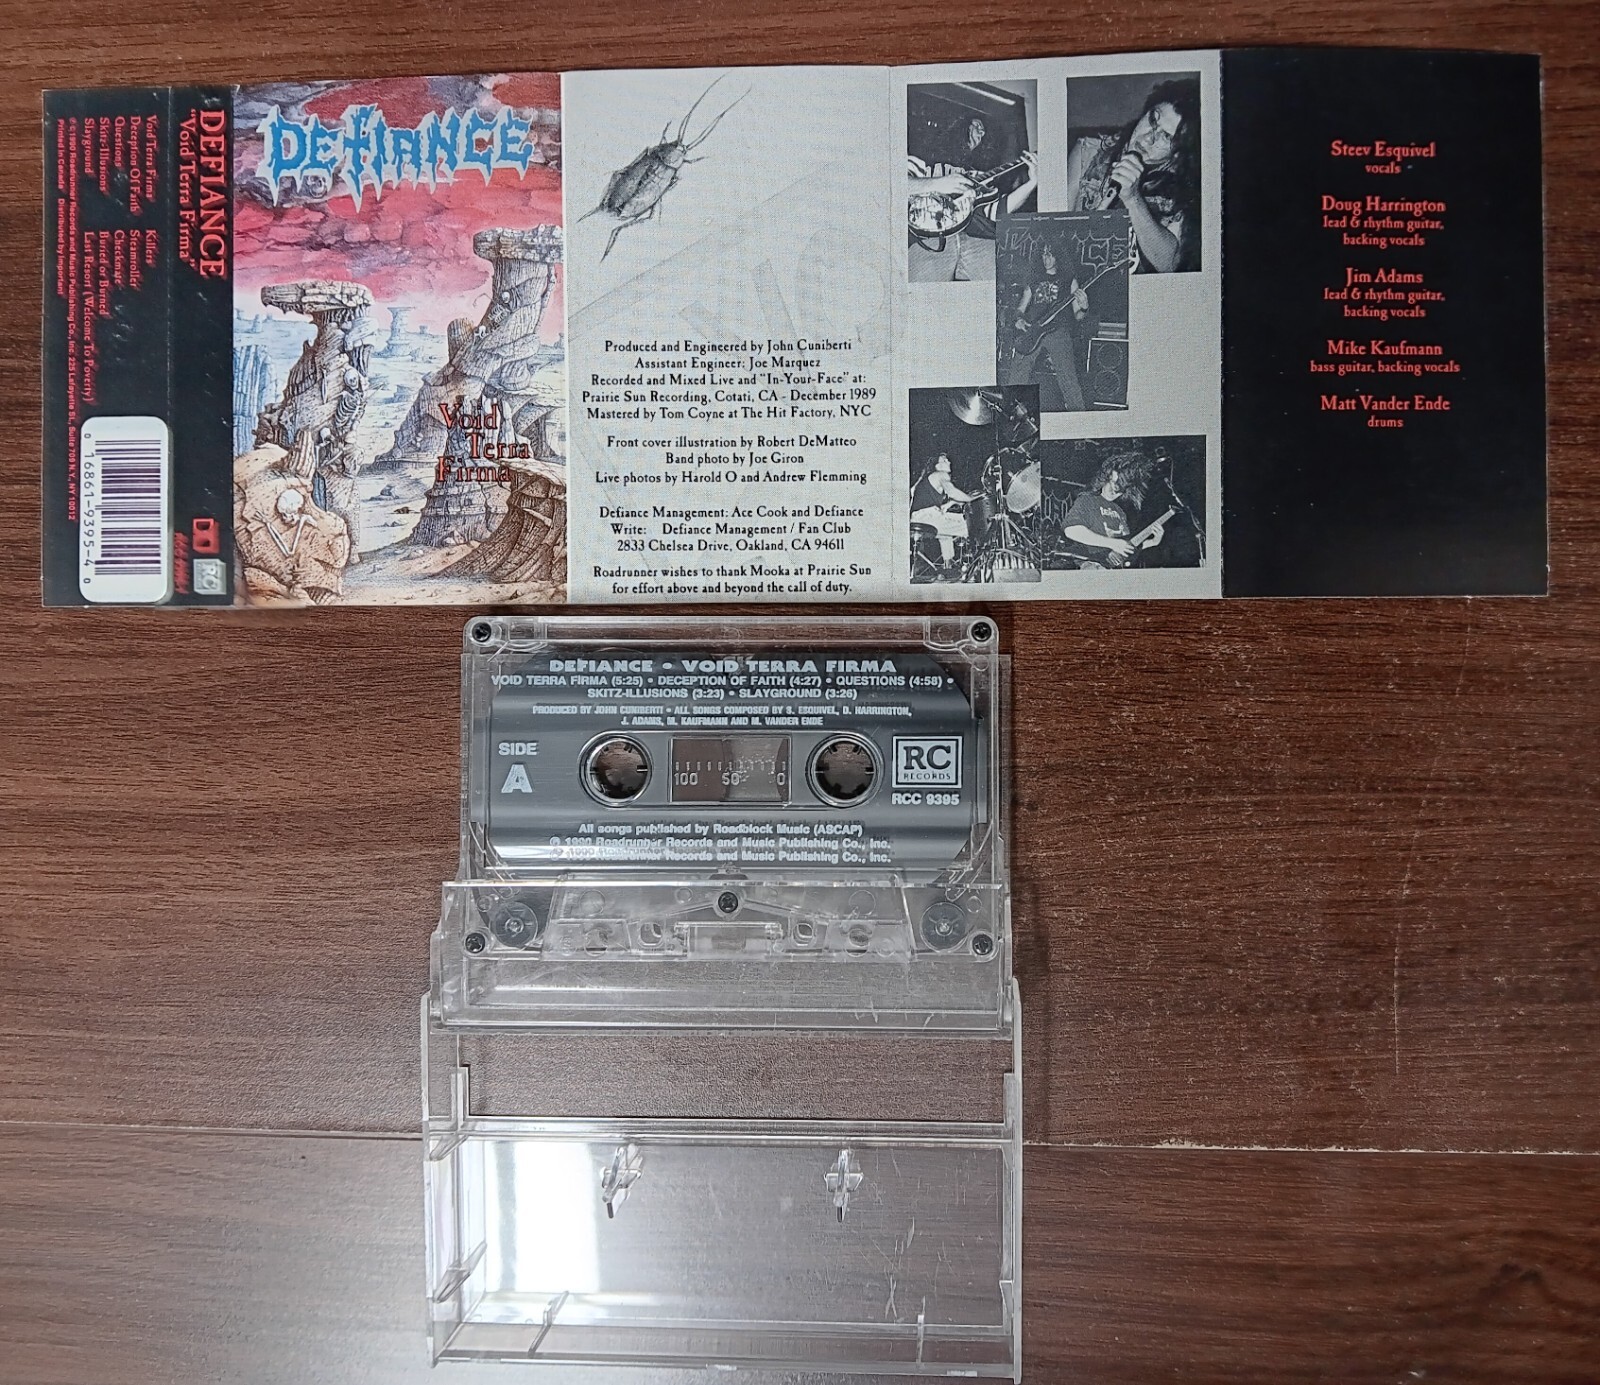 DEFIANCE
"Void Terra Firma"
Void Terra Firma
Deception Of Faith
Questions
Skitz-Illusions
Slayground
Killers
Steamroller
Checkmate
Buried or Burned
Last Resort (Welcome To Poverty)
℗©1990 Roadrunner Records and Music Publishing Co., Inc. 225 Lafayette St., Suite 709 N.Y., NY 10012
Printed in Canada Distributed by Important
0 16861-9395-4 0
RC
DEFIANCE
Void
Terra
Firma
Produced and Engineered by John Cuniberti
Assistant Engineer: Joe Marquez
Recorded and Mixed Live and "In-Your-Face" at:
Prairie Sun Recording, Cotati, CA - December 1989
Mastered by Tom Coyne at The Hit Factory, NYC
Front cover illustration by Robert DeMatteo
Band photo by Joe Giron
Live photos by Harold O and Andrew Flemming
Defiance Management: Ace Cook and Defiance
Write: Defiance Management / Fan Club
2833 Chelsea Drive, Oakland, CA 94611
Roadrunner wishes to thank Mooka at Prairie Sun
for effort above and beyond the call of duty.
Steev Esquivel
vocals
Doug Harrington
lead & rhythm guitar,
backing vocals
Jim Adams
lead & rhythm guitar,
backing vocals
Mike Kaufmann
bass guitar, backing vocals
Matt Vander Ende
drums
DEFIANCE • VOID TERRA FIRMA
VOID TERRA FIRMA (5:25) • DECEPTION OF FAITH (4:27) • QUESTIONS (4:58) •
SKITZ-ILLUSIONS (3:23) • SLAYGROUND (3:26)
PRODUCED BY JOHN CUNIBERTI • ALL SONGS COMPOSED BY S. ESQUIVEL, D. HARRINGTON,
J. ADAMS, M. KAUFMANN AND M. VANDER ENDE
SIDE
A
100 50 0
RC
RECORDS
RCC 9395
All songs published by Roadblock Music (ASCAP)
© 1990 Roadrunner Records and Music Publishing Co., Inc.
℗ 1990 Roadrunner Records and Music Publishing Co., Inc.